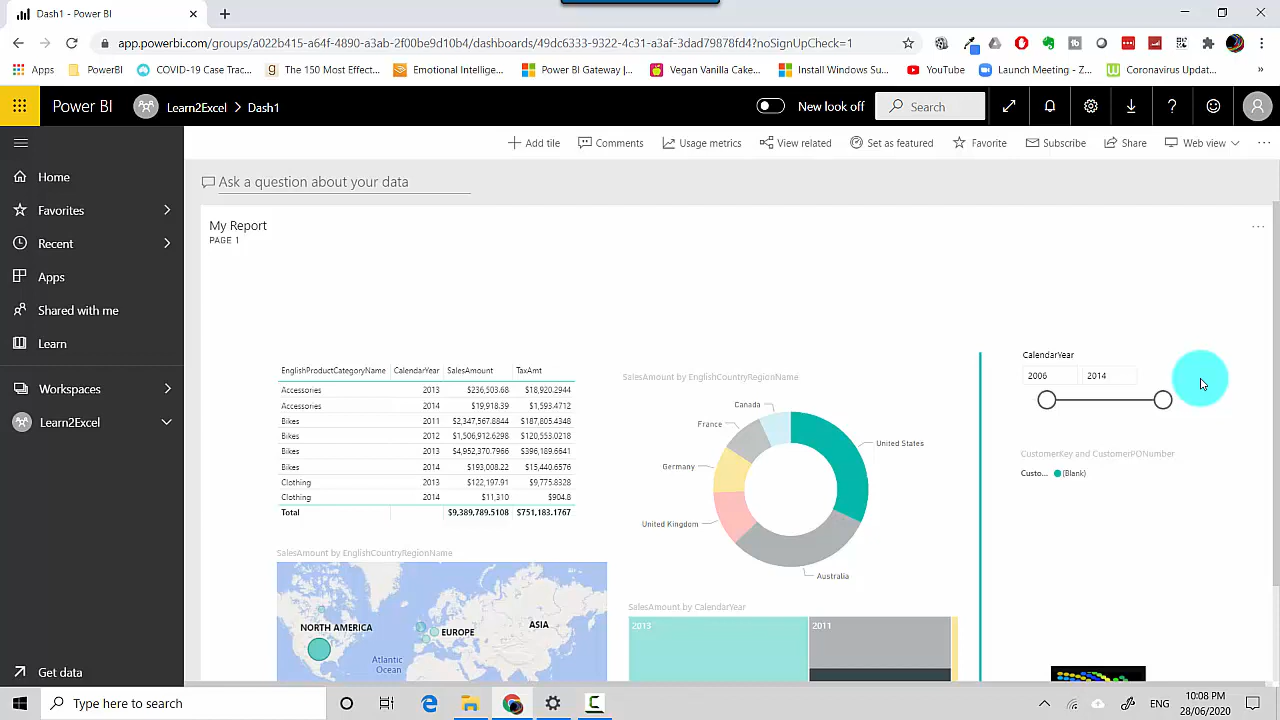 Dash1 - Power BI
app.powerbi.com/groups/a022b415-a64f-4890-a3ab-2f00be9d10b4/dashboards/49dc6333-9322-4c31-a3af-3dad79878fd4?noSignUpCheck=1
Apps PowerBI COVID-19 Case Trac... The 150 Most Effect... Emotional Intellige... Power BI Gateway |... Vegan Vanilla Cake... Install Windows Su... YouTube Launch Meeting - Z... Coronavirus Updat... »
Power BI Learn2Excel > Dash1 New look off Search
Add tile Comments Usage metrics View related Set as featured Favorite Subscribe Share Web view ...
Home
Favorites
Recent
Apps
Shared with me
Learn
Workspaces
Learn2Excel
Get data
Ask a question about your data
My Report
PAGE 1
EnglishProductCategoryName CalendarYear SalesAmount TaxAmt
Accessories 2013 $236,503.68 $18,920.2944
Accessories 2014 $19,918.39 $1,593.4712
Bikes 2011 $2,347,567.8844 $187,805.4348
Bikes 2012 $1,506,912.6298 $120,553.0218
Bikes 2013 $4,952,370.7966 $396,189.6641
Bikes 2014 $193,008.22 $15,440.6576
Clothing 2013 $122,197.91 $9,775.8328
Clothing 2014 $11,310 $904.8
Total $9,389,789.5108 $751,183.1767
SalesAmount by EnglishCountryRegionName
Canada
France
Germany
United Kingdom
United States
Australia
CalendarYear
2006 2014
CustomerKey and CustomerPONumber
Custo... (Blank)
SalesAmount by EnglishCountryRegionName
NORTH AMERICA
EUROPE
ASIA
Atlantic
Ocean
SalesAmount by CalendarYear
2013 2011
Type here to search
ENG
10:08 PM
28/06/2020